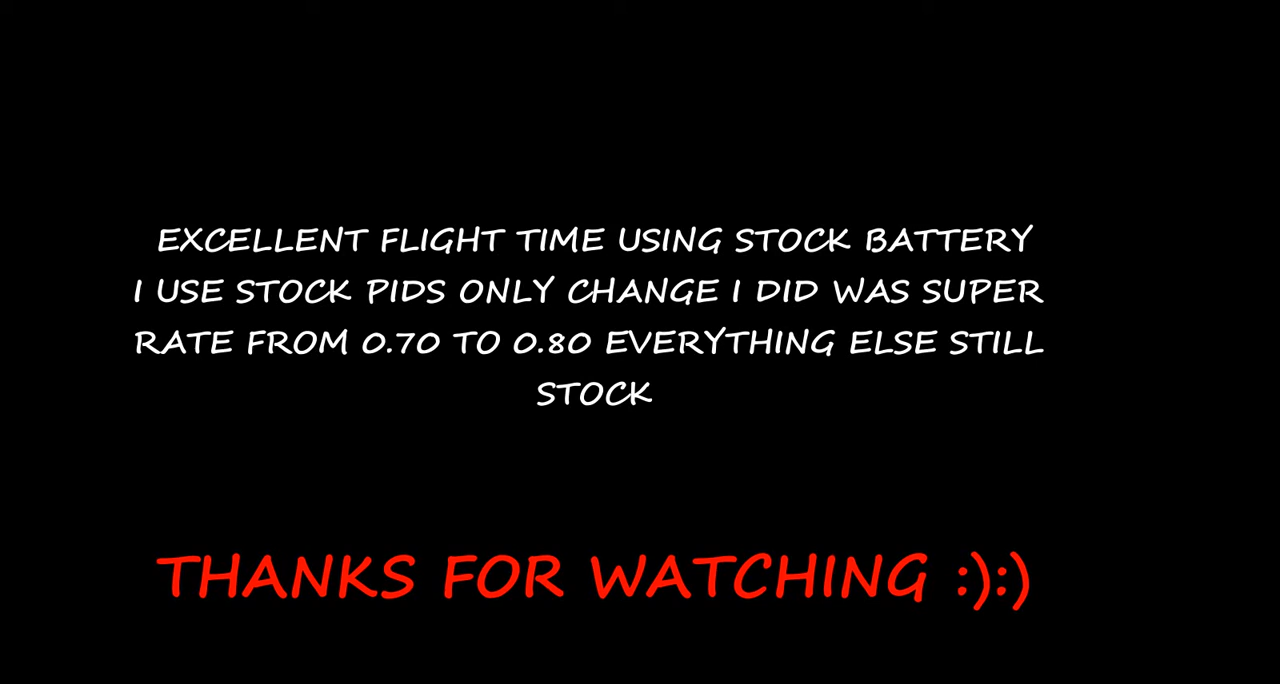 EXCELLENT FLIGHT TIME USING STOCK BATTERY
I USE STOCK PIDS ONLY CHANGE I DID WAS SUPER
RATE FROM 0.70 TO 0.80 EVERYTHING ELSE STILL
STOCK
THANKS FOR WATCHING :):)